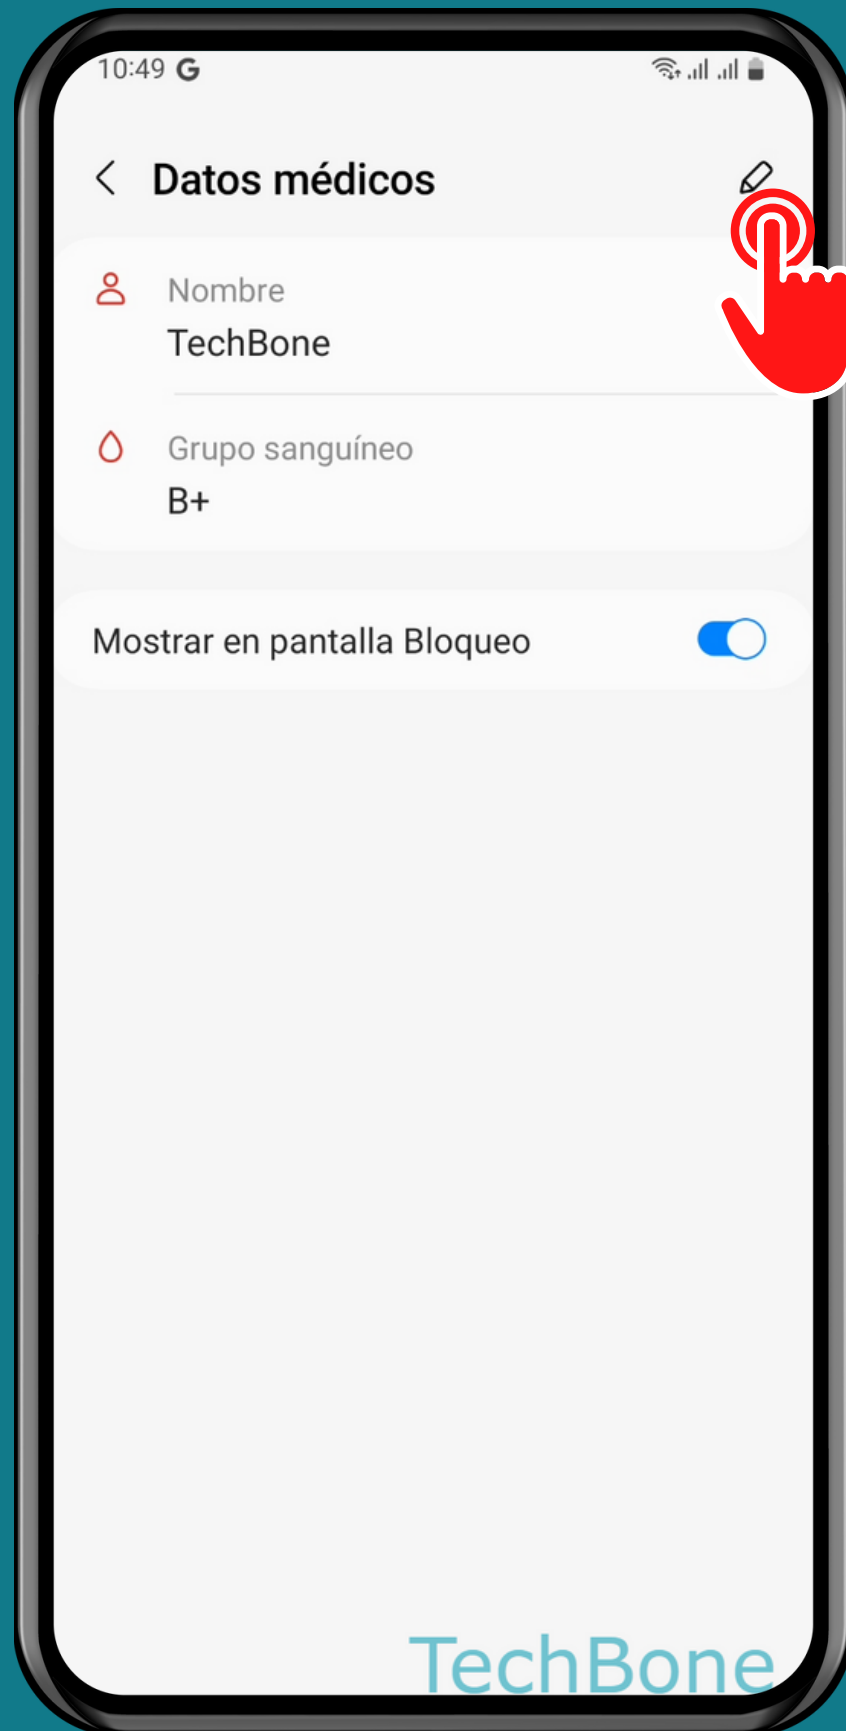 10:49 G
Datos médicos
Nombre
TechBone
Grupo sanguíneo
B+
Mostrar en pantalla Bloqueo
TechBone